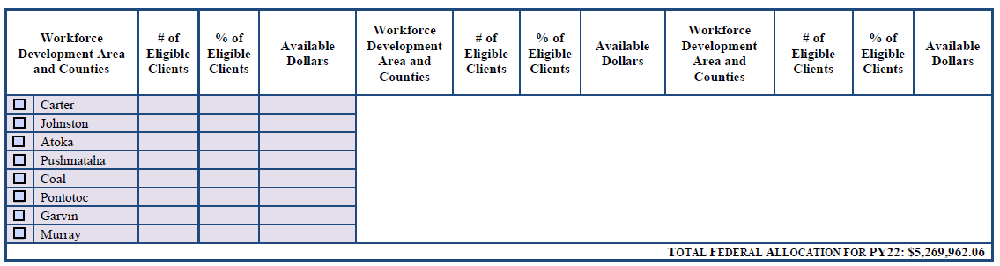 Workforce Development Area and Counties
# of Eligible Clients
% of Eligible Clients
Available Dollars
Workforce Development Area and Counties
# of Eligible Clients
% of Eligible Clients
Available Dollars
Workforce Development Area and Counties
# of Eligible Clients
% of Eligible Clients
Available Dollars
Carter
Johnston
Atoka
Pushmataha
Coal
Pontotoc
Garvin
Murray
TOTAL FEDERAL ALLOCATION FOR PY22: $5,269,962.06